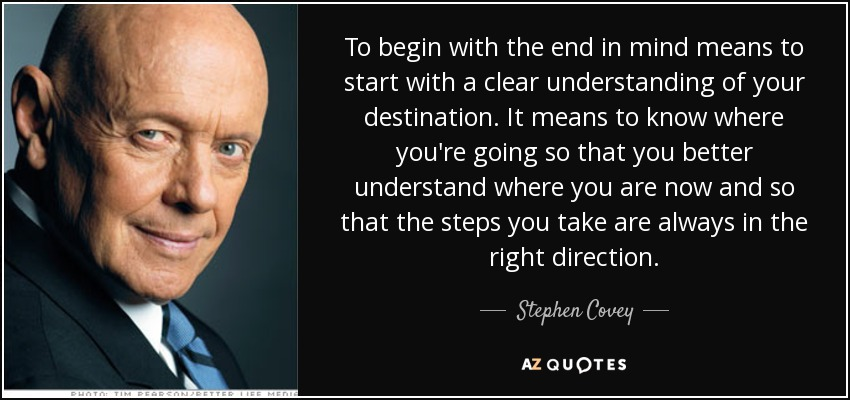 To begin with the end in mind means to
start with a clear understanding of your
destination. It means to know where
you're going so that you better
understand where you are now and so
that the steps you take are always in the
right direction.
Stephen Covey
AZ QUOTES
PHOTO: TIM PEARSON/BETTER LIFE MEDIA